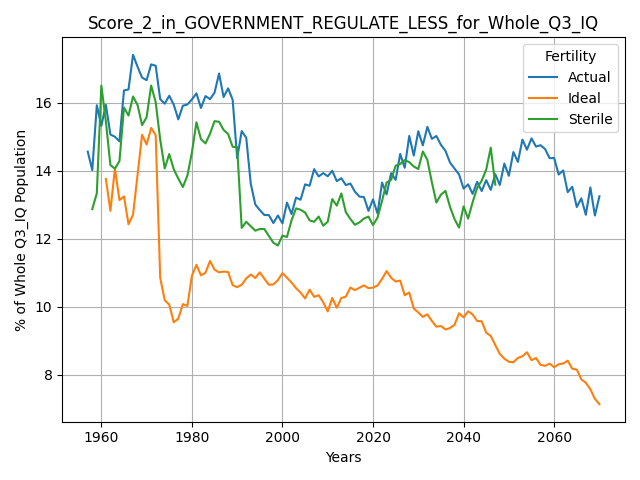 Score_2_in_GOVERNMENT_REGULATE_LESS_for_Whole_Q3_IQ
Fertility
Actual
Ideal
Sterile
% of Whole Q3_IQ Population
16
14
12
10
8
1960
1980
2000
2020
2040
2060
Years